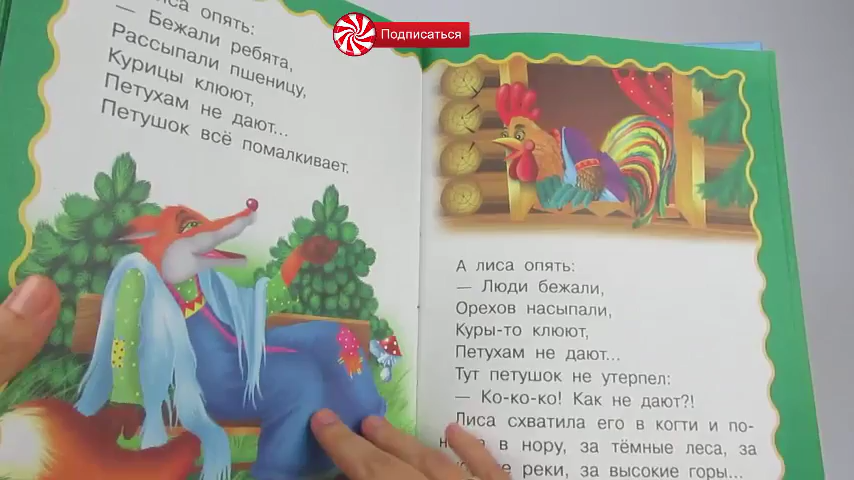 Подписаться
опять:
— Бежали ребята,
Рассыпали пшеницу,
Курицы клюют,
Петухам не дают...
Петушок всё помалкивает.
А лиса опять:
— Люди бежали,
Орехов насыпали,
Куры-то клюют,
Петухам не дают...
Тут петушок не утерпел:
— Ко-ко-ко! Как не дают?!
Лиса схватила его в когти и по-
в нору, за тёмные леса, за
реки, за высокие горы...